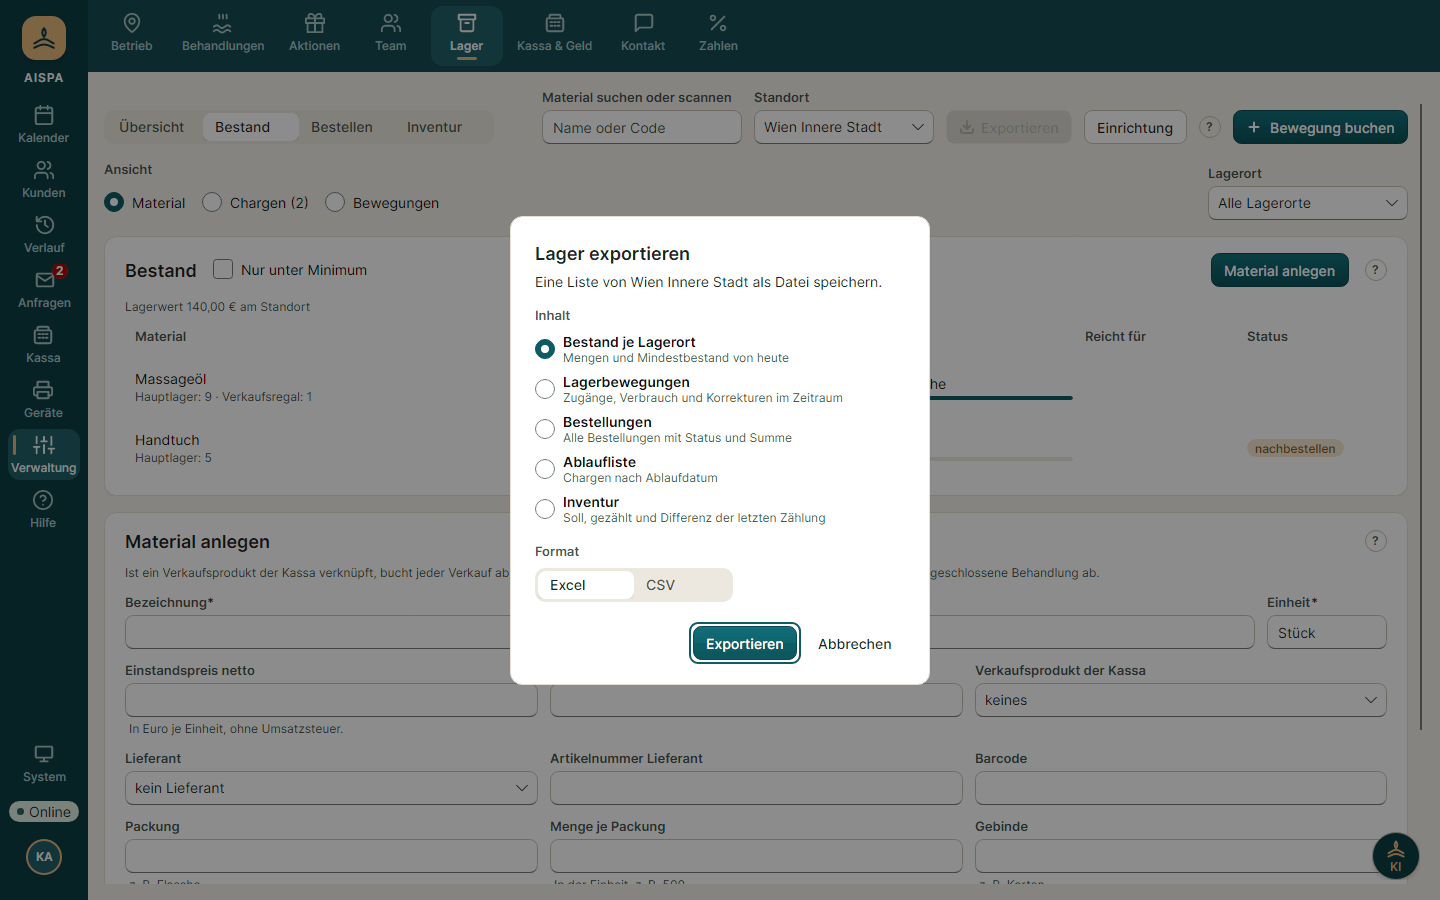 AISPA
Betrieb
Behandlungen
Aktionen
Team
Lager
Kassa & Geld
Kontakt
Zahlen
Kalender
Kunden
Verlauf
2
Anfragen
Kassa
Geräte
Verwaltung
Hilfe
System
Online
KA
Übersicht
Bestand
Bestellen
Inventur
Material suchen oder scannen
Name oder Code
Standort
Wien Innere Stadt
Exportieren
Einrichtung
?
+ Bewegung buchen
Ansicht
Material
Chargen (2)
Bewegungen
Lagerort
Alle Lagerorte
Bestand
Nur unter Minimum
Material anlegen
?
Lagerwert 140,00 € am Standort
Material
Reicht für
Status
Massageöl
Hauptlager: 9 · Verkaufsregal: 1
Handtuch
Hauptlager: 5
nachbestellen
Lager exportieren
Eine Liste von Wien Innere Stadt als Datei speichern.
Inhalt
Bestand je Lagerort
Mengen und Mindestbestand von heute
Lagerbewegungen
Zugänge, Verbrauch und Korrekturen im Zeitraum
Bestellungen
Alle Bestellungen mit Status und Summe
Ablaufliste
Chargen nach Ablaufdatum
Inventur
Soll, gezählt und Differenz der letzten Zählung
Format
Excel
CSV
Exportieren
Abbrechen
Material anlegen
?
Ist ein Verkaufsprodukt der Kassa verknüpft, bucht jeder Verkauf ab
geschlossene Behandlung ab.
Bezeichnung*
Einheit*
Stück
Einstandspreis netto
Verkaufsprodukt der Kassa
keines
In Euro je Einheit, ohne Umsatzsteuer.
Lieferant
kein Lieferant
Artikelnummer Lieferant
Barcode
Packung
Menge je Packung
Gebinde
KI